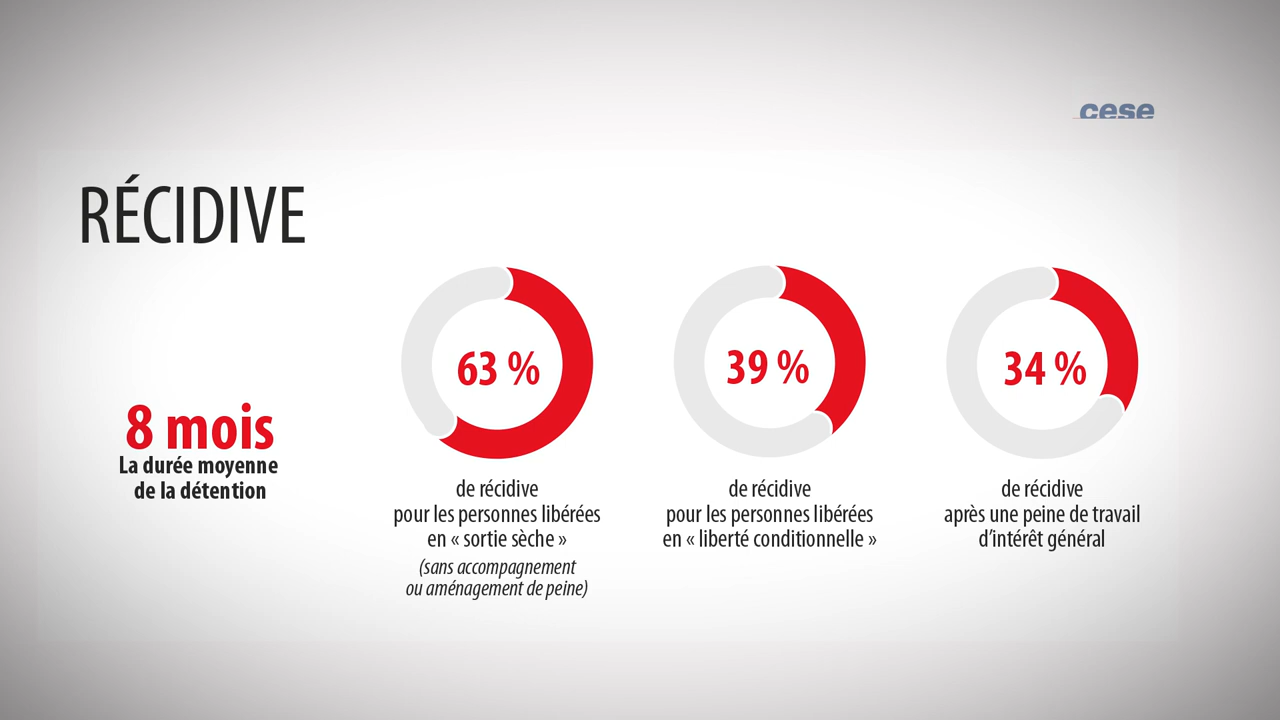 cese
RÉCIDIVE
8 mois
La durée moyenne
de la détention
63 %
de récidive
pour les personnes libérées
en « sortie sèche »
(sans accompagnement
ou aménagement de peine)
39 %
de récidive
pour les personnes libérées
en « liberté conditionnelle »
34 %
de récidive
après une peine de travail
d’intérêt général